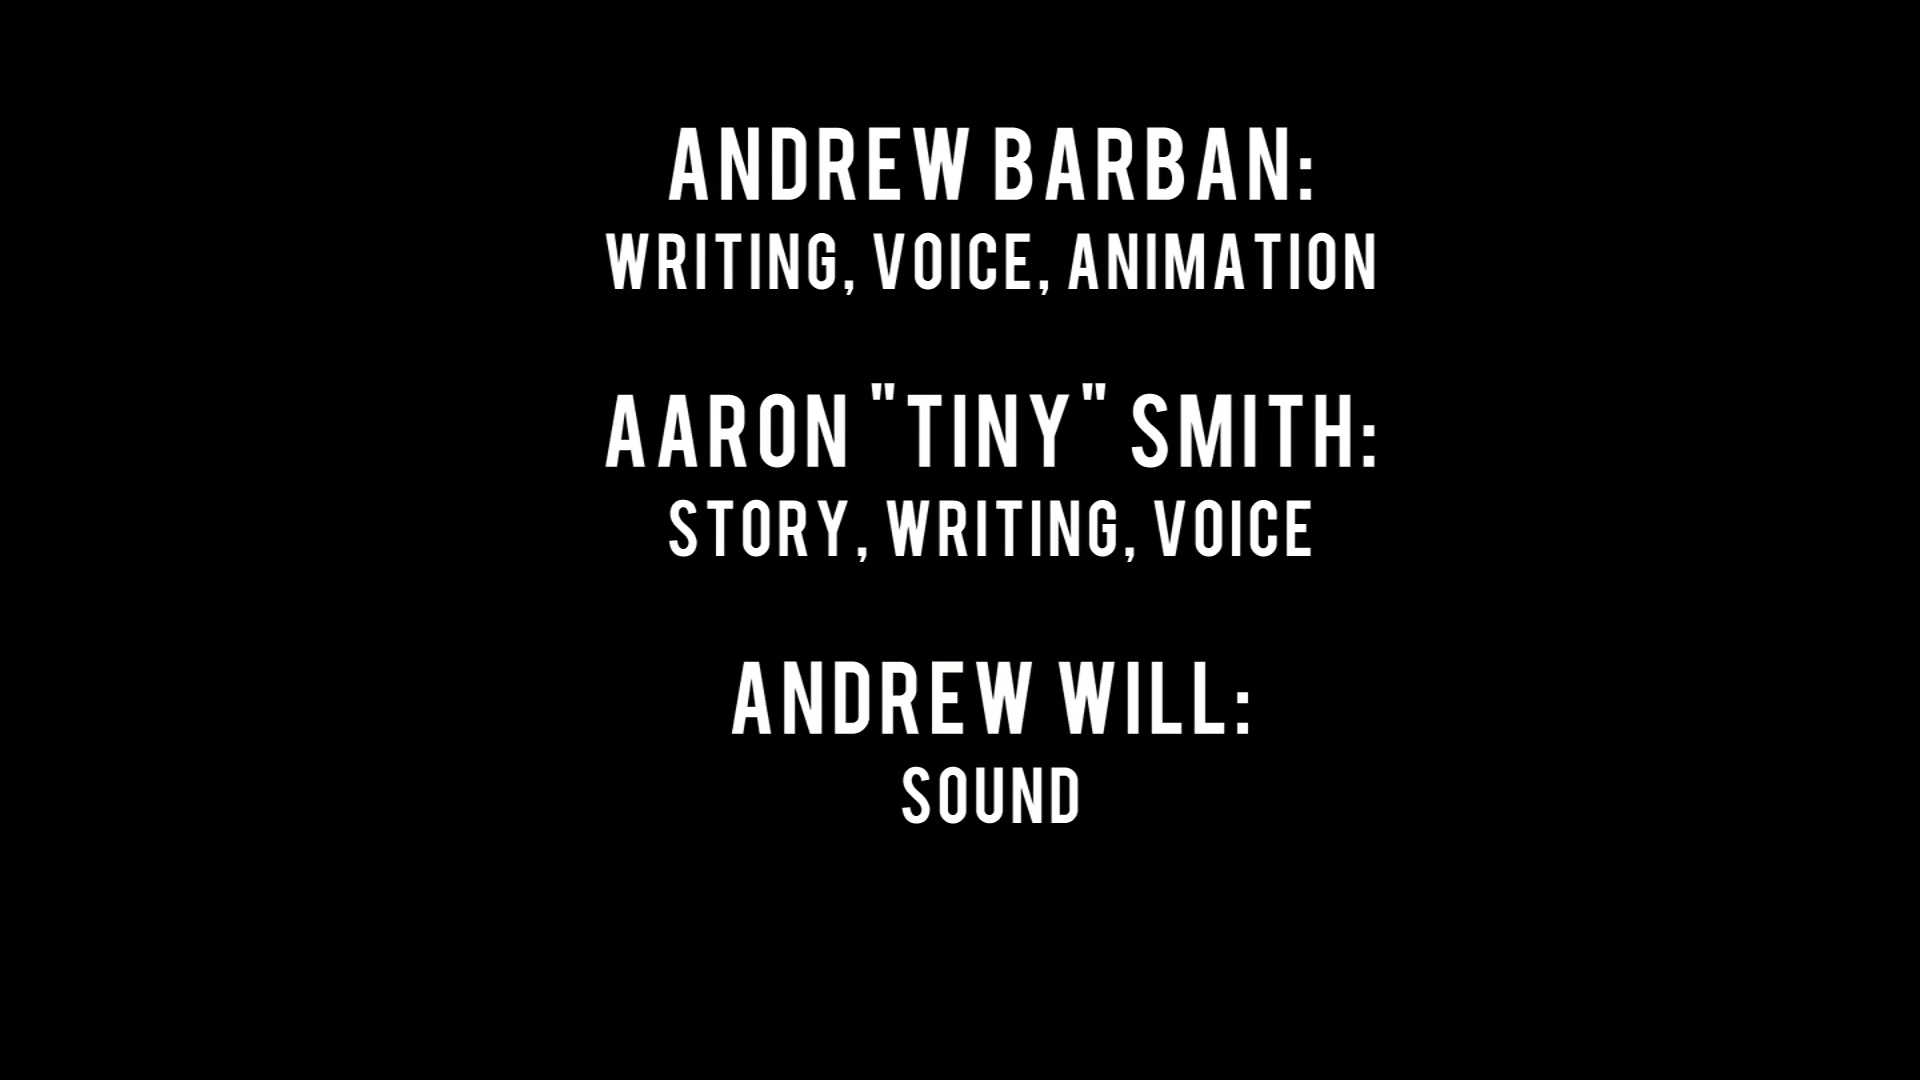 ANDREW BARBAN:
WRITING, VOICE, ANIMATION
AARON "TINY" SMITH:
STORY, WRITING, VOICE
ANDREW WILL:
SOUND